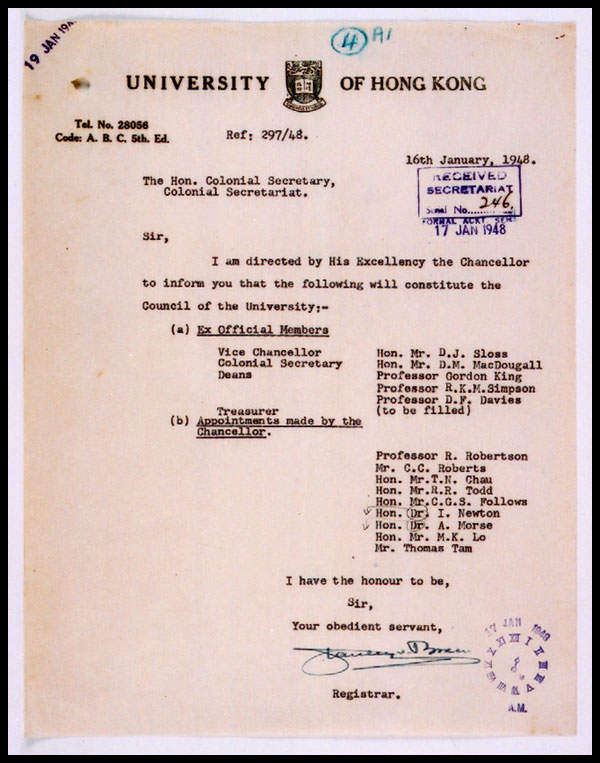 19 JAN
4 A1
UNIVERSITY OF HONG KONG
Tel. No. 28056
Code: A. B. C. 5th. Ed.
Ref: 297/48.
16th January, 1948.
The Hon. Colonial Secretary,
Colonial Secretariat.
RECEIVED
SECRETARIAT
Serial No. 246
17 JAN 1948
Sir,
I am directed by His Excellency the Chancellor
to inform you that the following will constitute the
Council of the University:-
(a) Ex Official Members
Vice Chancellor Hon. Mr. D.J. Sloss
Colonial Secretary Hon. Mr. D.M. MacDougall
Deans Professor Gordon King
Professor R.K.M.Simpson
Professor D.F. Davies
Treasurer (to be filled)
(b) Appointments made by the
Chancellor.
Professor R. Robertson
Mr. C.C. Roberts
Hon. Mr.T.N. Chau
Hon. Mr.R.R. Todd
Hon. Mr.C.G.S. Follows
Hon. Dr. I. Newton
Hon. Dr. A. Morse
Hon. Mr. M.K. Lo
Mr. Thomas Tam
I have the honour to be,
Sir,
Your obedient servant,
Registrar.
17 JAN 1948
A.M.